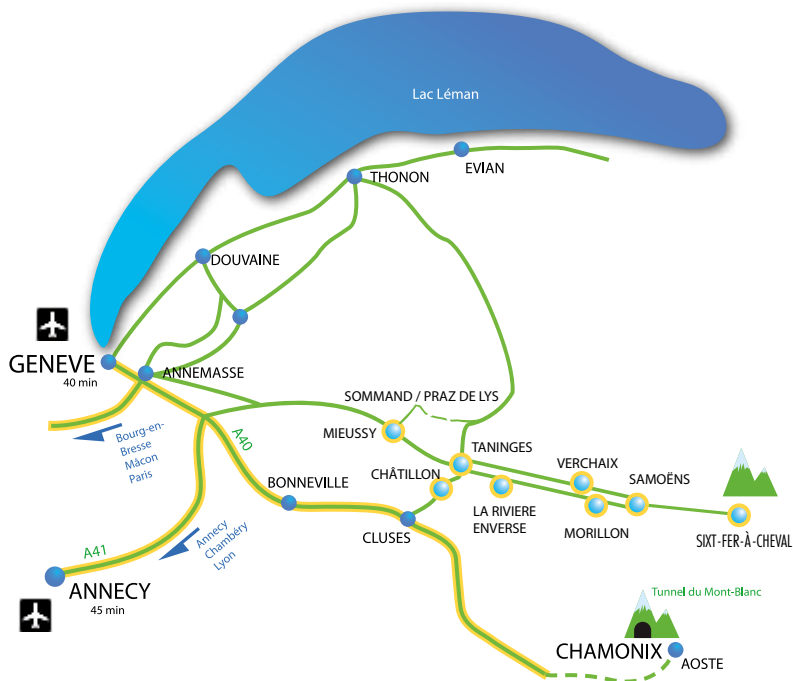 Lac Léman
EVIAN
THONON
DOUVAINE
GENEVE
40 min
ANNEMASSE
SOMMAND / PRAZ DE LYS
MIEUSSY
Bourg-en-
Bresse
Mâcon
Paris
A40
TANINGES
VERCHAIX
SAMOËNS
CHÂTILLON
BONNEVILLE
LA RIVIERE
ENVERSE
MORILLON
CLUSES
SIXT-FER-À-CHEVAL
A41
Annecy
Chambéry
Lyon
ANNECY
45 min
Tunnel du Mont-Blanc
CHAMONIX
AOSTE